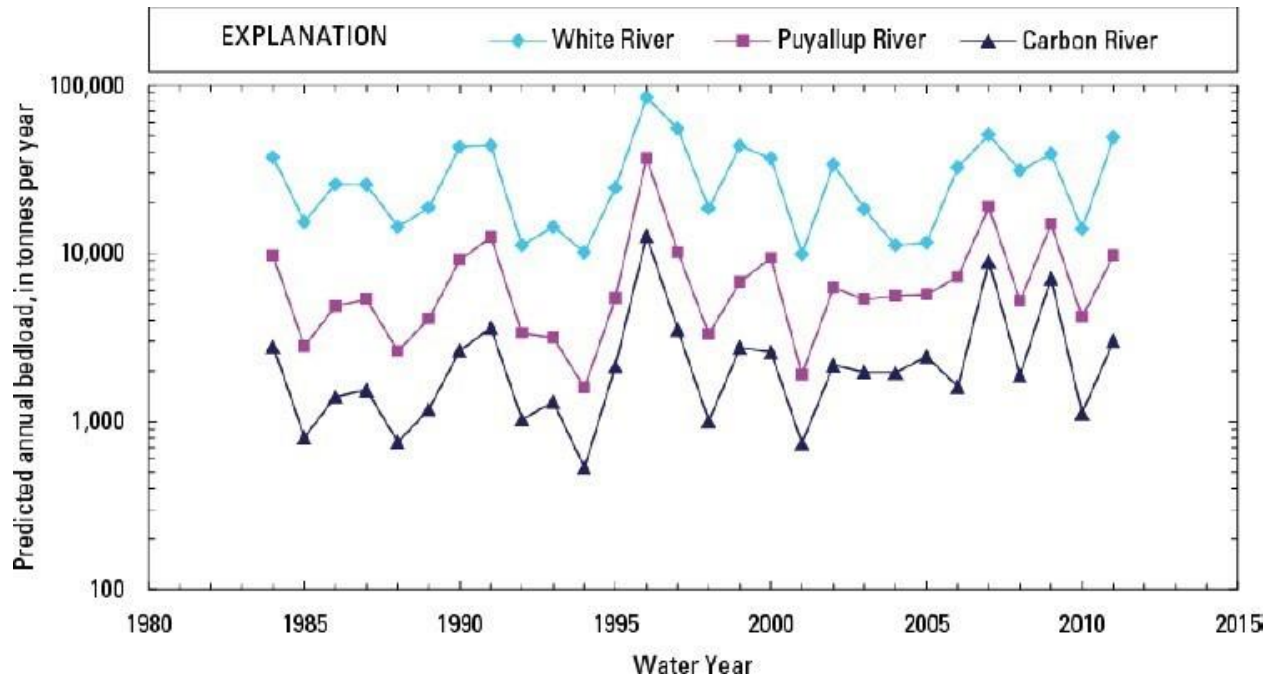 EXPLANATION White River Puyallup River Carbon River
Predicted annual bedload, in tonnes per year
100,000
10,000
1,000
100
1980 1985 1990 1995 2000 2005 2010 2015
Water Year